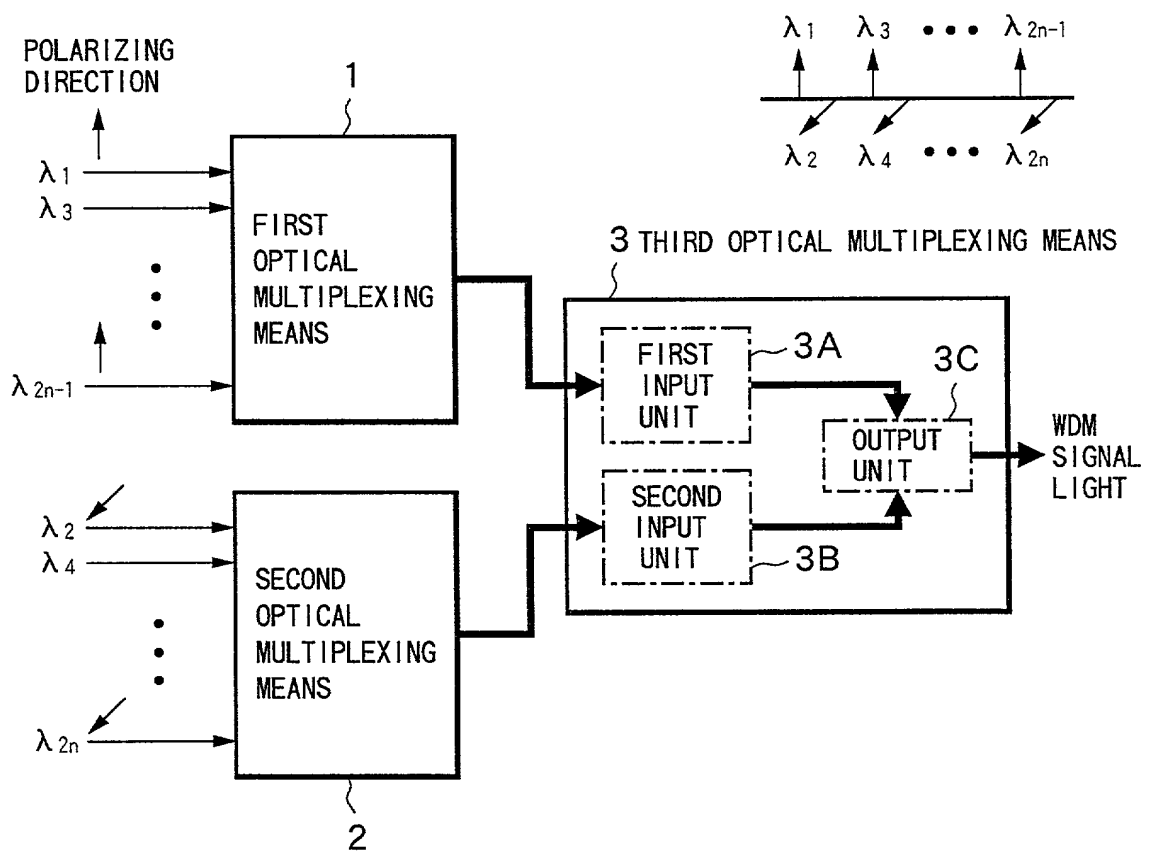 POLARIZING
DIRECTION
λ1
λ3
λ2n-1
1
FIRST
OPTICAL
MULTIPLEXING
MEANS
λ2
λ4
λ2n
SECOND
OPTICAL
MULTIPLEXING
MEANS
2
λ1 λ3 ••• λ2n-1
λ2 λ4 ••• λ2n
3 THIRD OPTICAL MULTIPLEXING MEANS
FIRST
INPUT
UNIT
3A
SECOND
INPUT
UNIT
3B
3C
OUTPUT
UNIT
WDM
SIGNAL
LIGHT